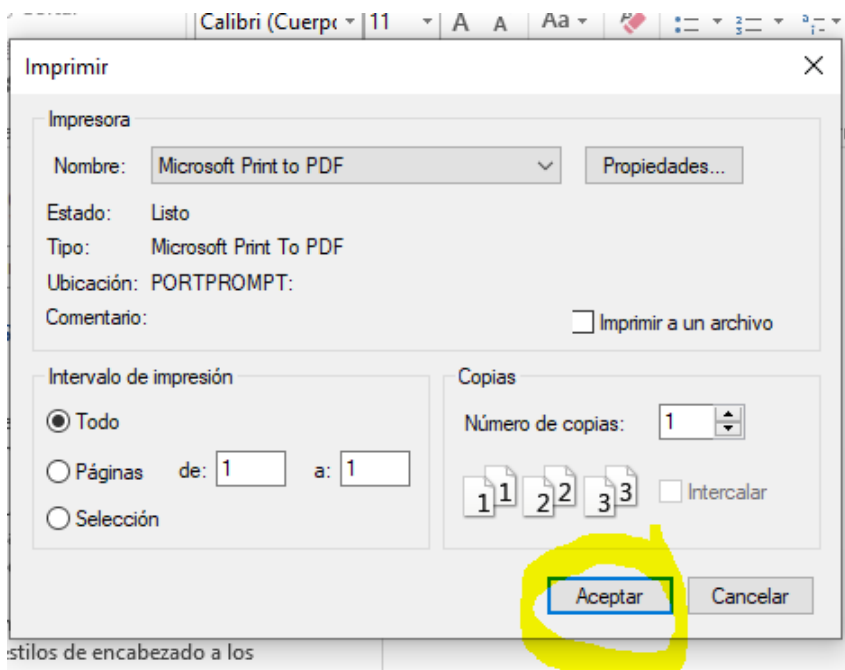 Calibri (Cuerpo 11 A A Aa
Imprimir
Impresora
Nombre: Microsoft Print to PDF Propiedades...
Estado: Listo
Tipo: Microsoft Print To PDF
Ubicación: PORTPROMPT:
Comentario: Imprimir a un archivo
Intervalo de impresión Copias
Todo Número de copias: 1
Páginas de: 1 a: 1
1 1 2 2 3 3 Intercalar
Selección
Aceptar Cancelar
estilos de encabezado a los